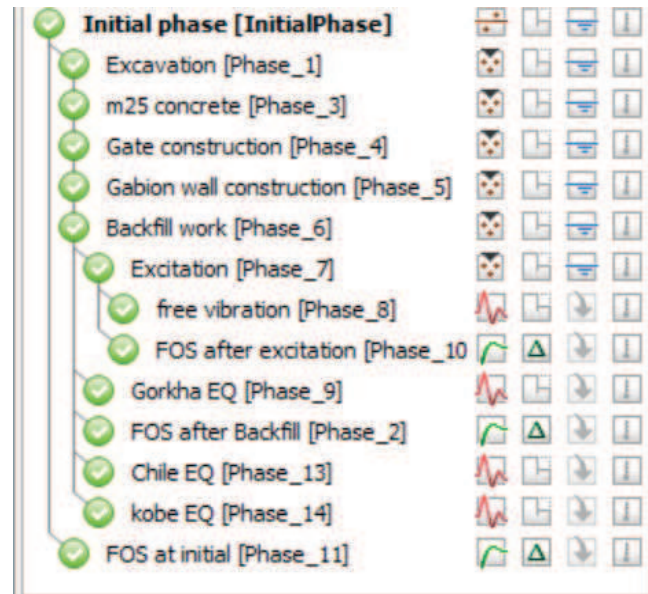 Initial phase [InitialPhase]
Excavation [Phase_1]
m25 concrete [Phase_3]
Gate construction [Phase_4]
Gabion wall construction [Phase_5]
Backfill work [Phase_6]
Excitation [Phase_7]
free vibration [Phase_8]
FOS after excitation [Phase_10
Gorkha EQ [Phase_9]
FOS after Backfill [Phase_2]
Chile EQ [Phase_13]
kobe EQ [Phase_14]
FOS at initial [Phase_11]